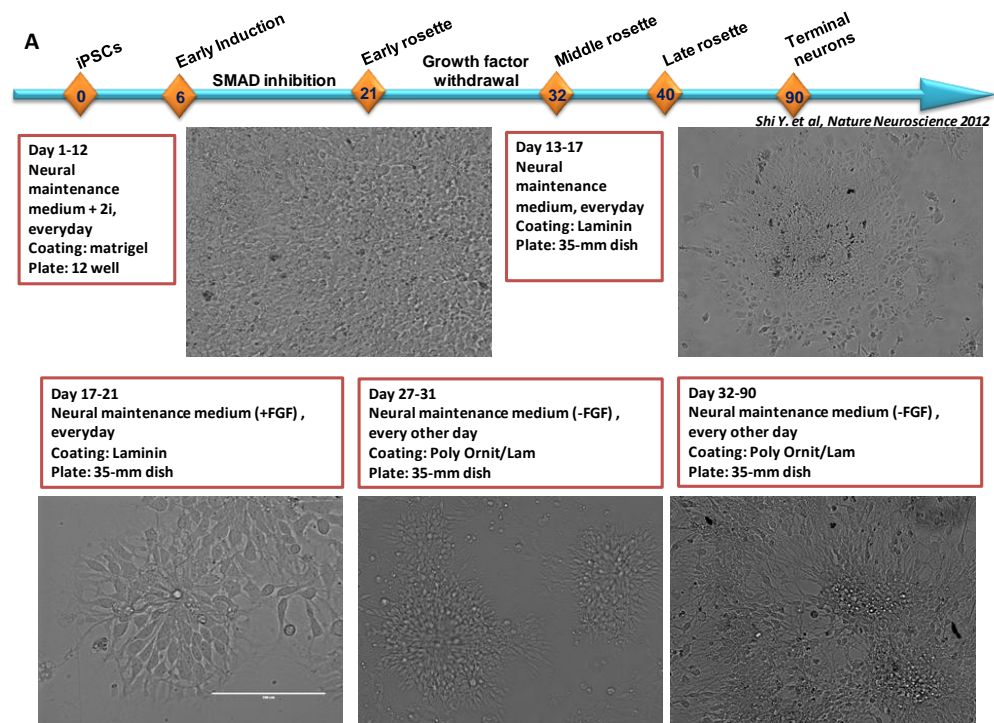 A
iPSCs
Early Induction
Early rosette
Middle rosette
Late rosette
Terminal
neurons
SMAD inhibition
Growth factor
withdrawal
0
6
21
32
40
90
Shi Y. et al, Nature Neuroscience 2012
Day 1-12
Neural
maintenance
medium + 2i,
everyday
Coating: matrigel
Plate: 12 well
Day 13-17
Neural
maintenance
medium, everyday
Coating: Laminin
Plate: 35-mm dish
Day 17-21
Neural maintenance medium (+FGF) ,
everyday
Coating: Laminin
Plate: 35-mm dish
Day 27-31
Neural maintenance medium (-FGF) ,
every other day
Coating: Poly Ornit/Lam
Plate: 35-mm dish
Day 32-90
Neural maintenance medium (-FGF) ,
every other day
Coating: Poly Ornit/Lam
Plate: 35-mm dish